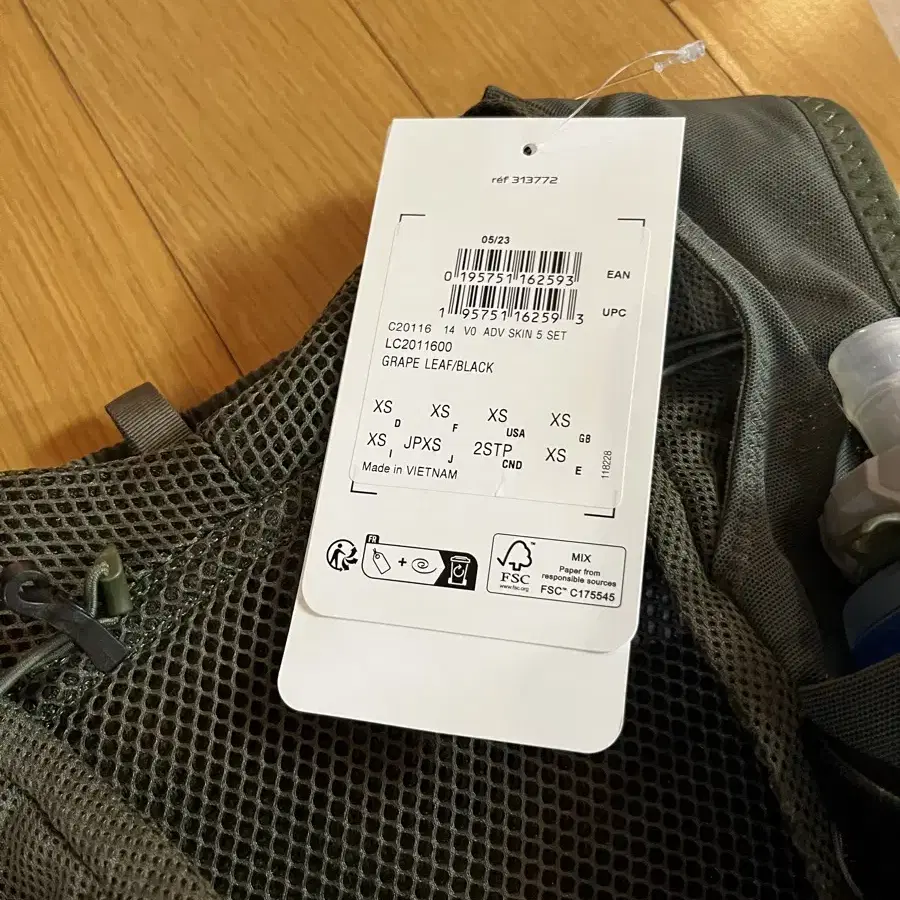 réf 313772
05/23
0 195751 162593
EAN
1 95751 16259 3
UPC
C20116 14 V0 ADV SKIN 5 SET
LC2011600
GRAPE LEAF/BLACK
XS D XS F XS USA XS GB
XS I JPXS J 2STP CND XS E
118228
Made in VIETNAM
FR
+
FSC
www.fsc.org
MIX
Paper from
responsible sources
FSC™ C175545